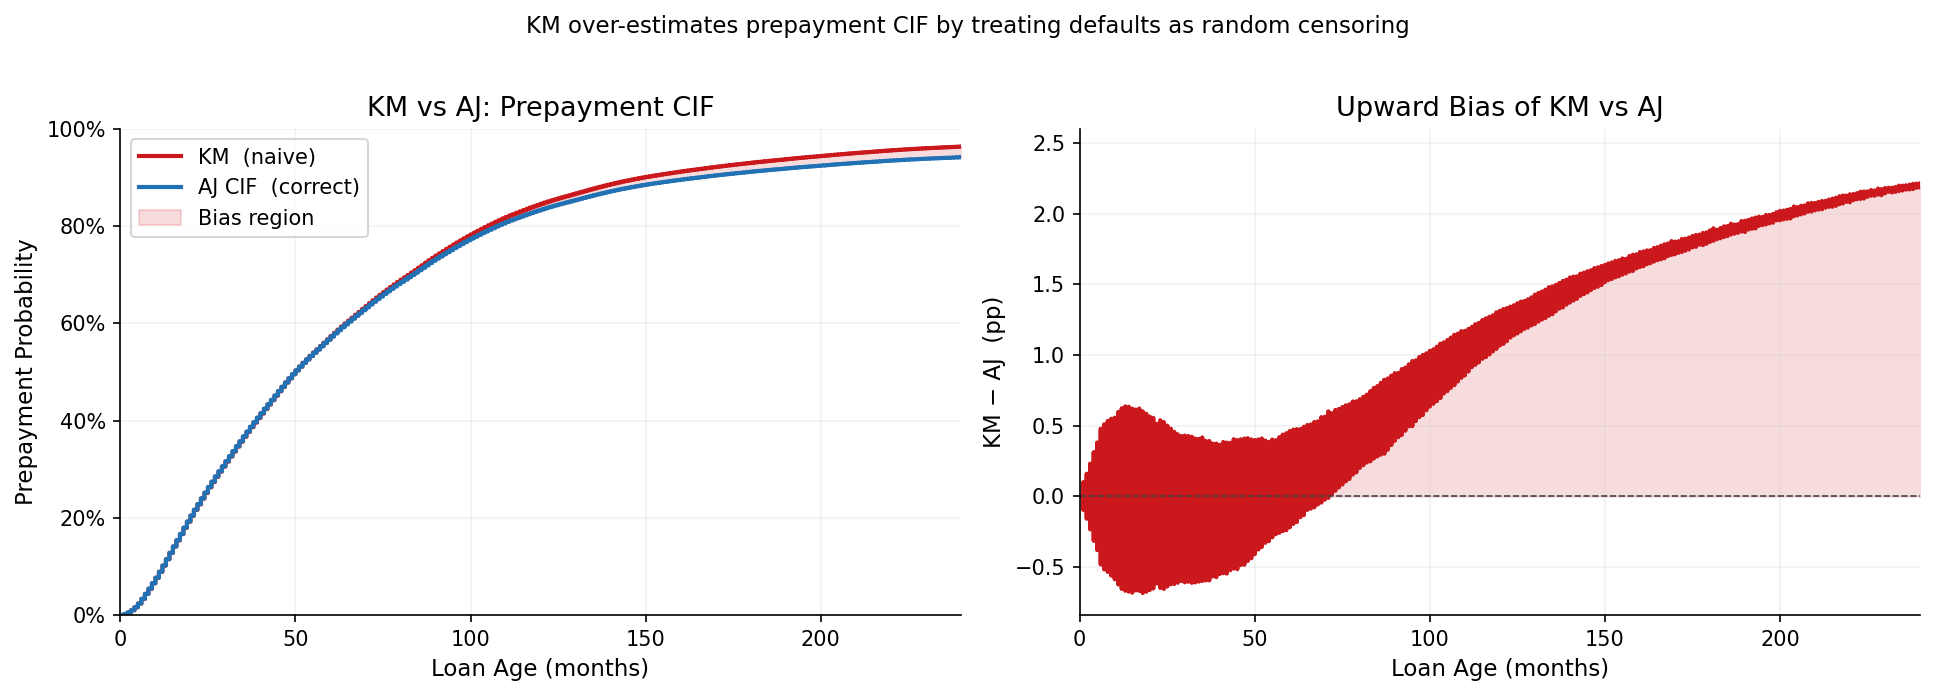 KM over-estimates prepayment CIF by treating defaults as random censoring
KM vs AJ: Prepayment CIF
100%
80%
60%
40%
20%
0%
Prepayment Probability
KM (naive)
AJ CIF (correct)
Bias region
0
50
100
150
200
Loan Age (months)
Upward Bias of KM vs AJ
2.5
2.0
1.5
1.0
0.5
0.0
−0.5
KM − AJ (pp)
0
50
100
150
200
Loan Age (months)